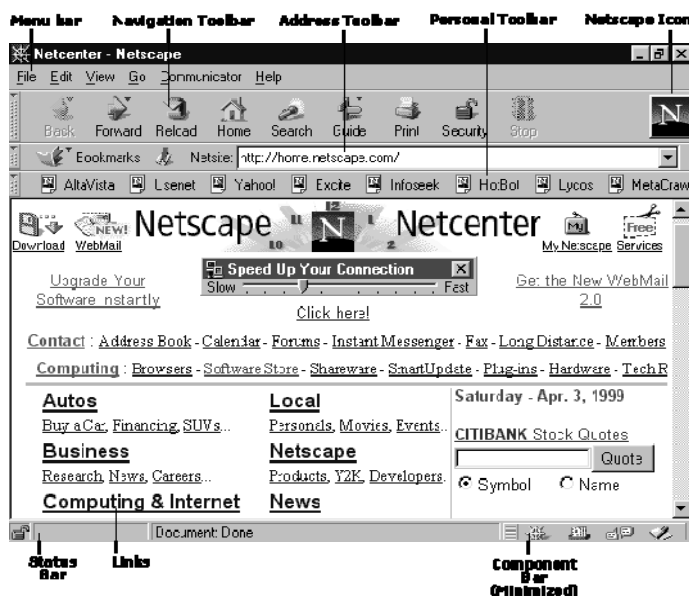 Menu bar Navigation Toolbar Address Toolbar Personal Toolbar Netscape Icon
Netcenter - Netscape
File Edit View Go Communicator Help
Back Forward Reload Home Search Guide Print Security Stop N
Bookmarks Netsite: http://home.netscape.com/
AltaVista Usenet Yahoo! Excite Infoseek HotBot Lycos MetaCraw
NEW! Netscape 11 12 1 N 10 2 Netcenter My Free
Download WebMail My Netscape Services
Speed Up Your Connection
Slow Fast
Upgrade Your Get the New WebMail
Software Instantly 2.0
Click here!
Contact : Address Book - Calendar - Forums - Instant Messenger - Fax - Long Distance - Members
Computing : Browsers - Software Store - Shareware - SmartUpdate - Plug-ins - Hardware - Tech R
Autos Local Saturday - Apr. 3, 1999
Buy a Car, Financing, SUVs... Personals, Movies, Events...
Business Netscape CITIBANK Stock Quotes
Quote
Research, News, Careers... Products, Y2K, Developers.
Symbol Name
Computing & Internet News
Document: Done
Status Links Component
Bar Bar
(Minimized)